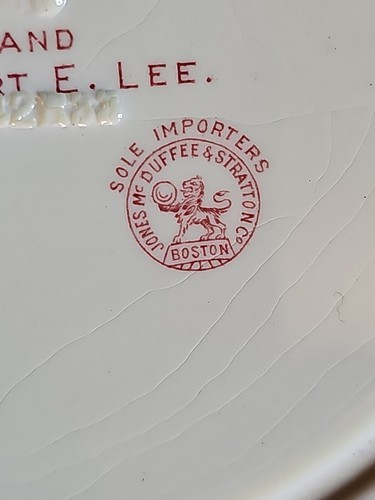 AND
RT E. LEE.
SOLE IMPORTERS
JONES McDUFFEE & STRATTON Co
BOSTON